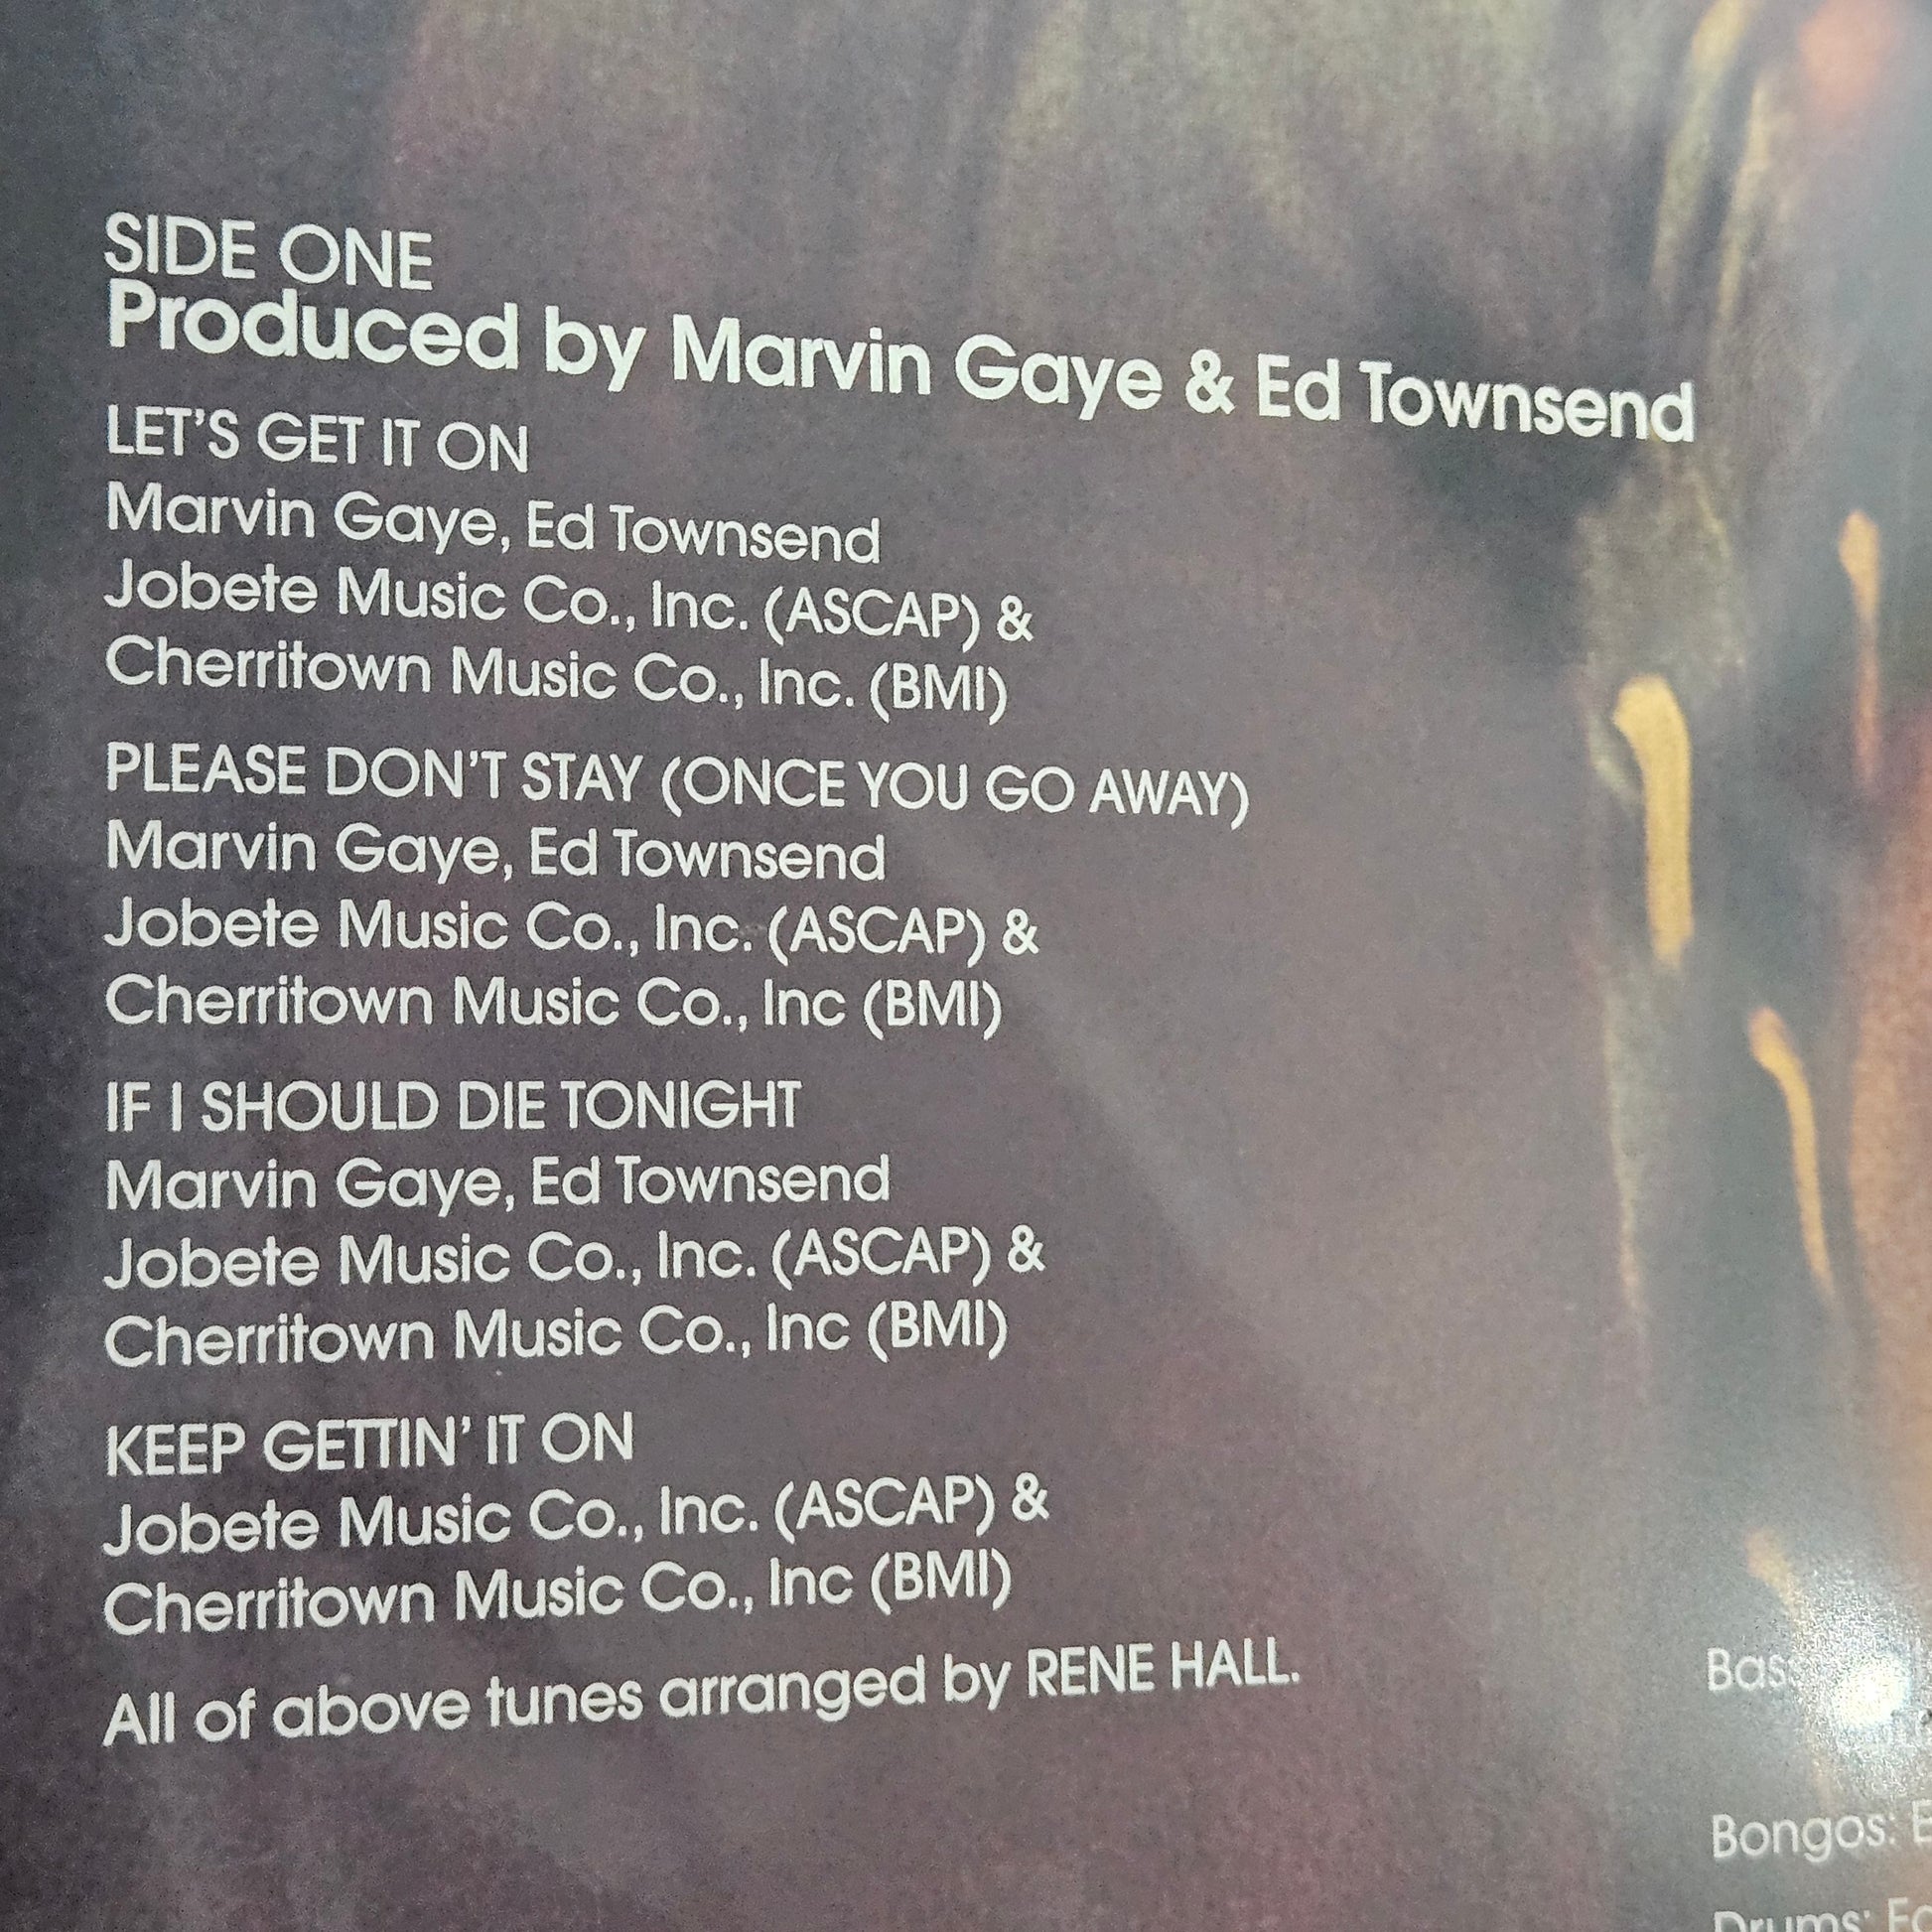 SIDE ONE
Produced by Marvin Gaye & Ed Townsend
LET'S GET IT ON
Marvin Gaye, Ed Townsend
Jobete Music Co., Inc. (ASCAP) &
Cherritown Music Co., Inc. (BMI)
PLEASE DON'T STAY (ONCE YOU GO AWAY)
Marvin Gaye, Ed Townsend
Jobete Music Co., Inc. (ASCAP) &
Cherritown Music Co., Inc (BMI)
IF I SHOULD DIE TONIGHT
Marvin Gaye, Ed Townsend
Jobete Music Co., Inc. (ASCAP) &
Cherritown Music Co., Inc (BMI)
KEEP GETTIN' IT ON
Jobete Music Co., Inc. (ASCAP) &
Cherritown Music Co., Inc (BMI)
All of above tunes arranged by RENE HALL.
Bongos:
Drums: